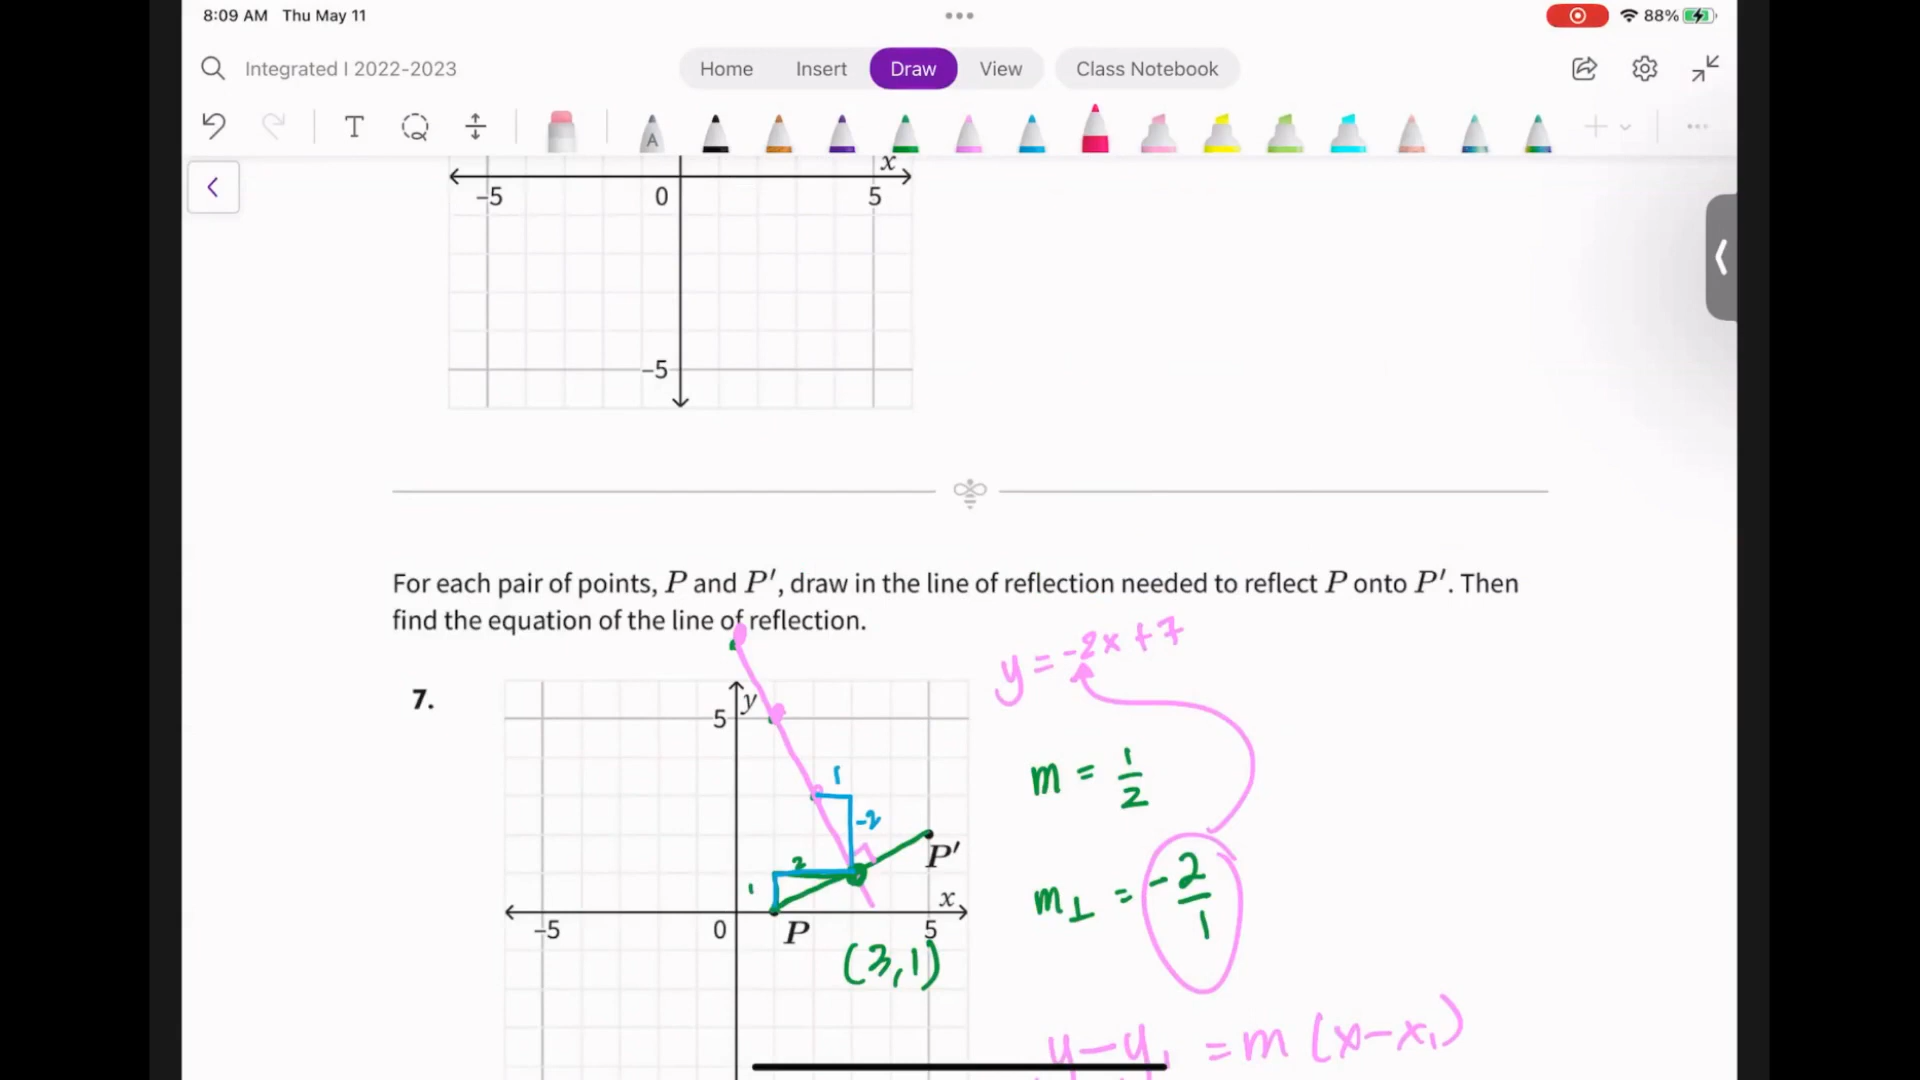 8:09 AM Thu May 11
88%
Integrated I 2022-2023
Home Insert Draw View Class Notebook
T
A
x
-5 0 5
-5
For each pair of points, P and P′, draw in the line of reflection needed to reflect P onto P′. Then
find the equation of the line of reflection.
y = -2x + 7
7.
5 y
m = 1/2
1
-2
2
1
P′
x
m⊥ = -2/1
-5 0 P 5
(3,1)
y - y₁ = m (x - x₁)